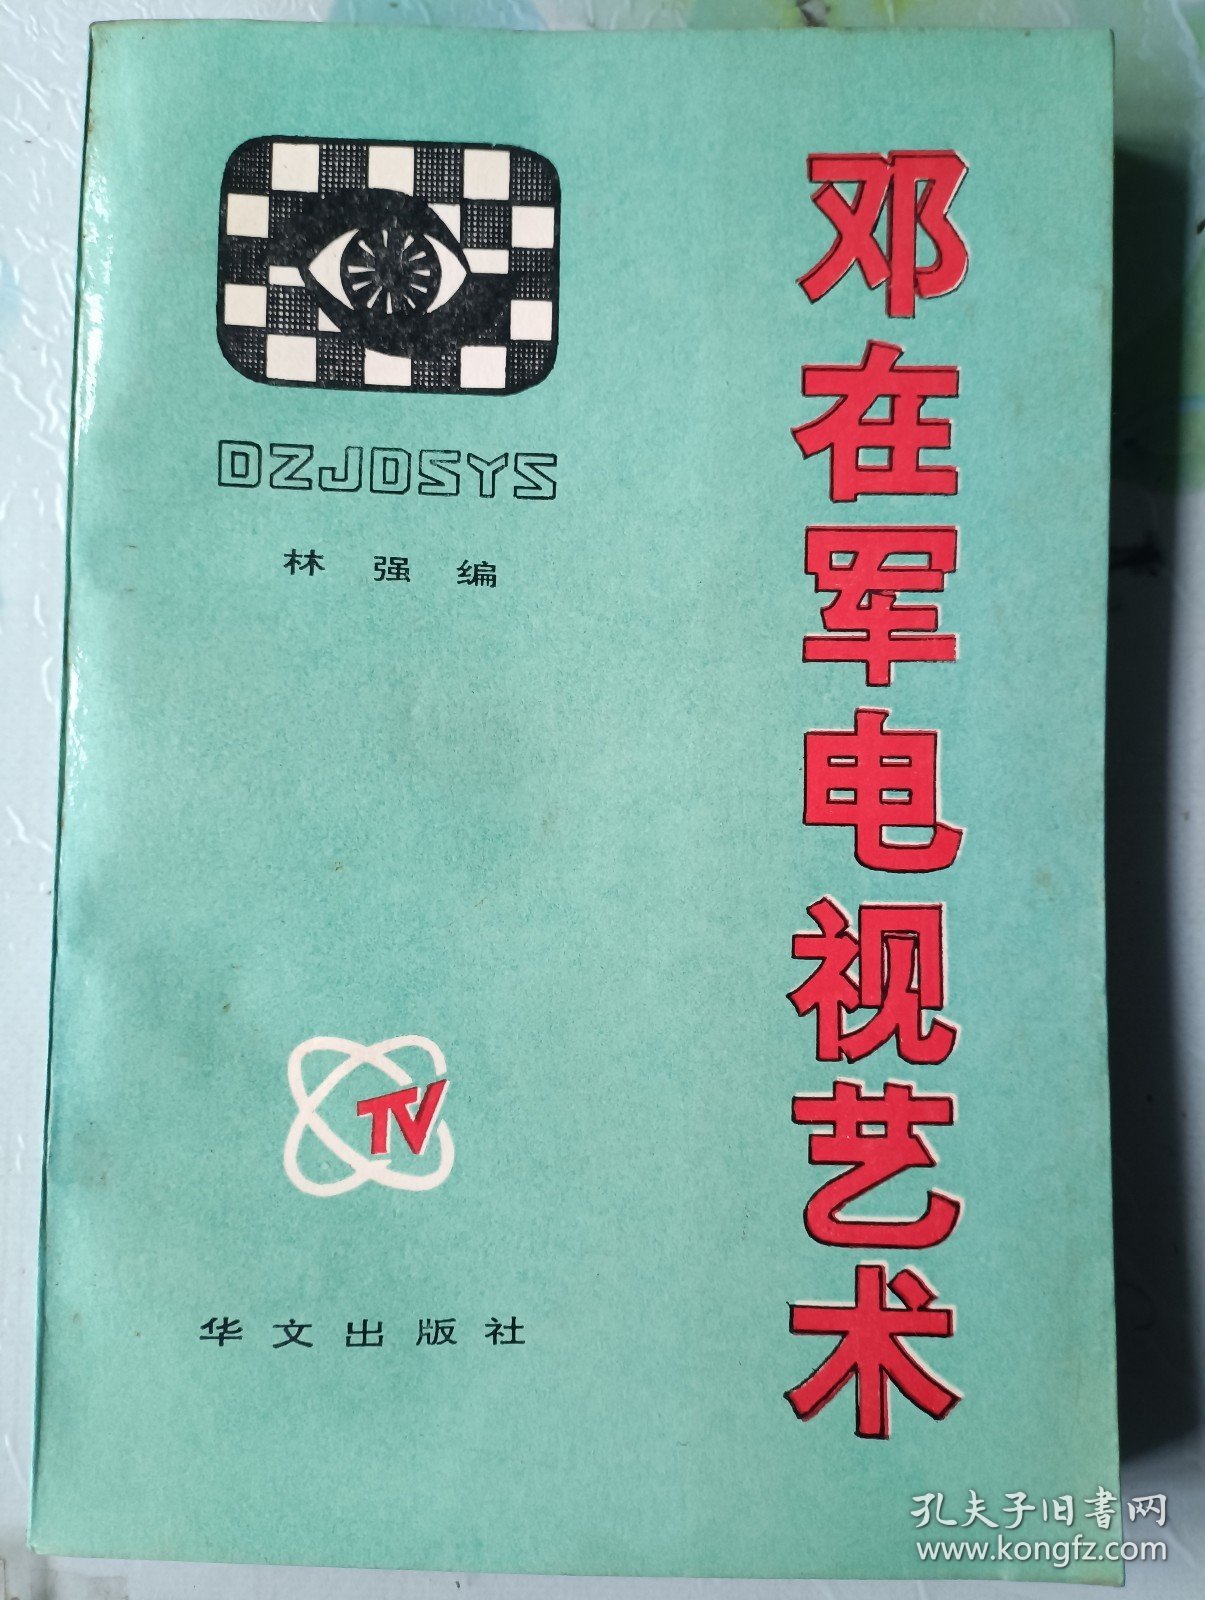 邓在军电视艺术
DZJDSYS
林强编
TV
华文出版社
孔夫子旧书网
www.kongfz.com